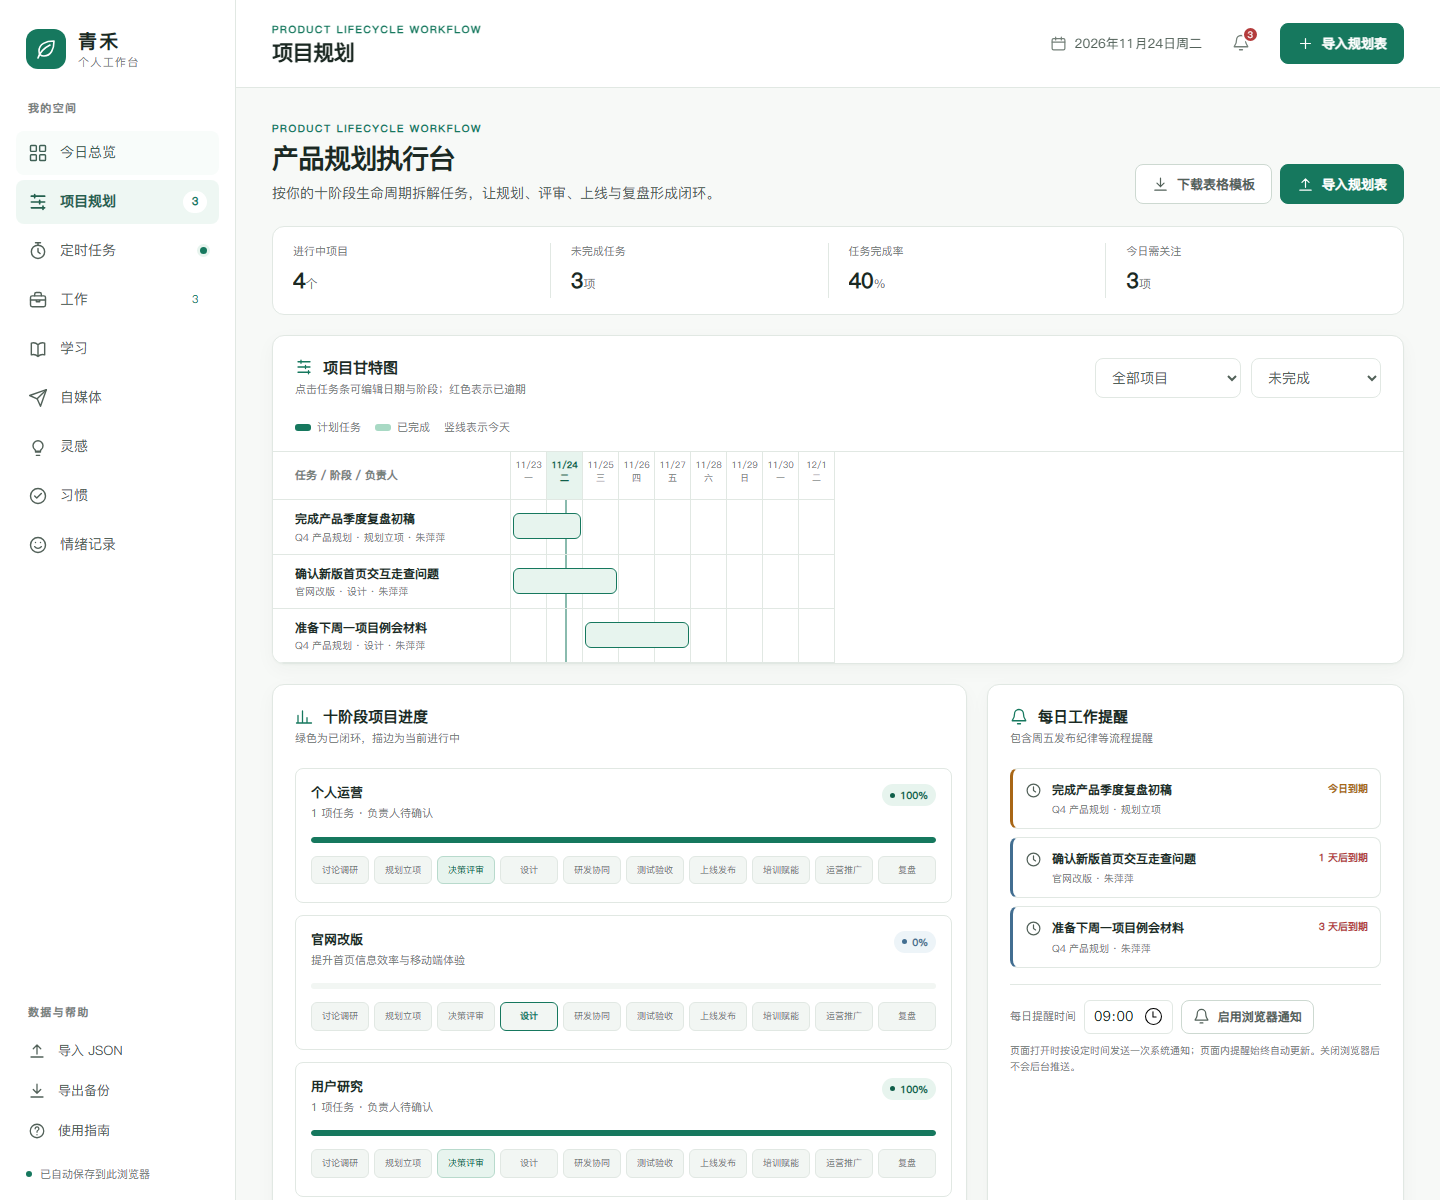 青禾
个人工作台
我的空间
今日总览
项目规划 3
定时任务
工作 3
学习
自媒体
灵感
习惯
情绪记录
数据与帮助
导入 JSON
导出备份
使用指南
已自动保存到此浏览器
PRODUCT LIFECYCLE WORKFLOW
项目规划
2026年11月24日周二
3
导入规划表
PRODUCT LIFECYCLE WORKFLOW
产品规划执行台
按你的十阶段生命周期拆解任务，让规划、评审、上线与复盘形成闭环。
下载表格模板
导入规划表
进行中项目
4个
未完成任务
3项
任务完成率
40%
今日需关注
3项
项目甘特图
点击任务条可编辑日期与阶段；红色表示已逾期
全部项目
未完成
计划任务 已完成 竖线表示今天
任务 / 阶段 / 负责人
11/23 11/24 11/25 11/26 11/27 11/28 11/29 11/30 12/1
一 二 三 四 五 六 日 一 二
完成产品季度复盘初稿
Q4 产品规划 · 规划立项 · 朱萍萍
确认新版首页交互走查问题
官网改版 · 设计 · 朱萍萍
准备下周一项目例会材料
Q4 产品规划 · 设计 · 朱萍萍
十阶段项目进度
绿色为已闭环，描边为当前进行中
个人运营
100%
1 项任务 · 负责人待确认
讨论调研 规划立项 决策评审 设计 研发协同 测试验收 上线发布 培训赋能 运营推广 复盘
官网改版
0%
提升首页信息效率与移动端体验
讨论调研 规划立项 决策评审 设计 研发协同 测试验收 上线发布 培训赋能 运营推广 复盘
用户研究
100%
1 项任务 · 负责人待确认
讨论调研 规划立项 决策评审 设计 研发协同 测试验收 上线发布 培训赋能 运营推广 复盘
每日工作提醒
包含周五发布纪律等流程提醒
完成产品季度复盘初稿
今日到期
Q4 产品规划 · 规划立项
确认新版首页交互走查问题
1 天后到期
官网改版 · 朱萍萍
准备下周一项目例会材料
3 天后到期
Q4 产品规划 · 朱萍萍
每日提醒时间
09:00
启用浏览器通知
页面打开时按设定时间发送一次系统通知；页面内提醒始终自动更新。关闭浏览器后
不会后台推送。